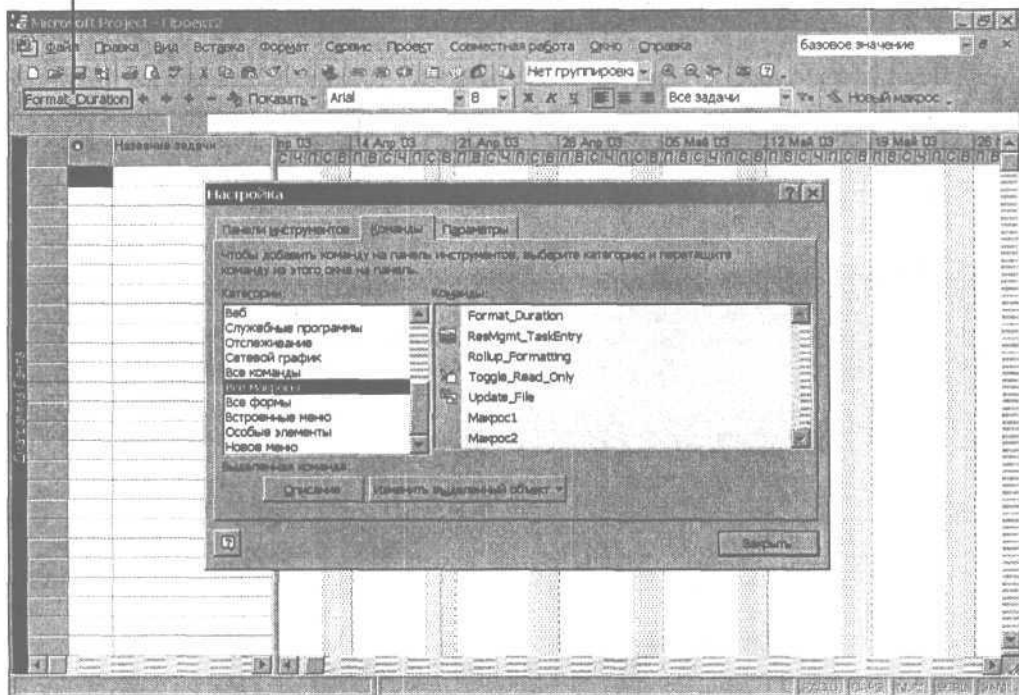 Microsoft Project - Проект2
Файл Правка Вид Вставка Формат Сервис Проект Совместная работа Окно Справка
базовое значение
Нет группировки
Format_Duration
Показать
Arial
8
Ж К Ч
Все задачи
Новый макрос
Название задачи
14 Апр '03
21 Апр '03
28 Апр '03
05 Май '03
12 Май '03
19 Май '03
Настройка
Панели инструментов
Команды
Параметры
Чтобы добавить команду на панель инструментов, выберите категорию и перетащите
команду из этого окна на панель.
Категории:
Команды:
Веб
Служебные программы
Отслеживание
Сетевой график
Все команды
Все макросы
Все формы
Встроенные меню
Особые элементы
Новое меню
Format_Duration
ResMgmt_TaskEntry
Rollup_Formatting
Toggle_Read_Only
Update_File
Макрос1
Макрос2
Выделенная команда:
Описание
Изменить выделенный объект
Закрыть